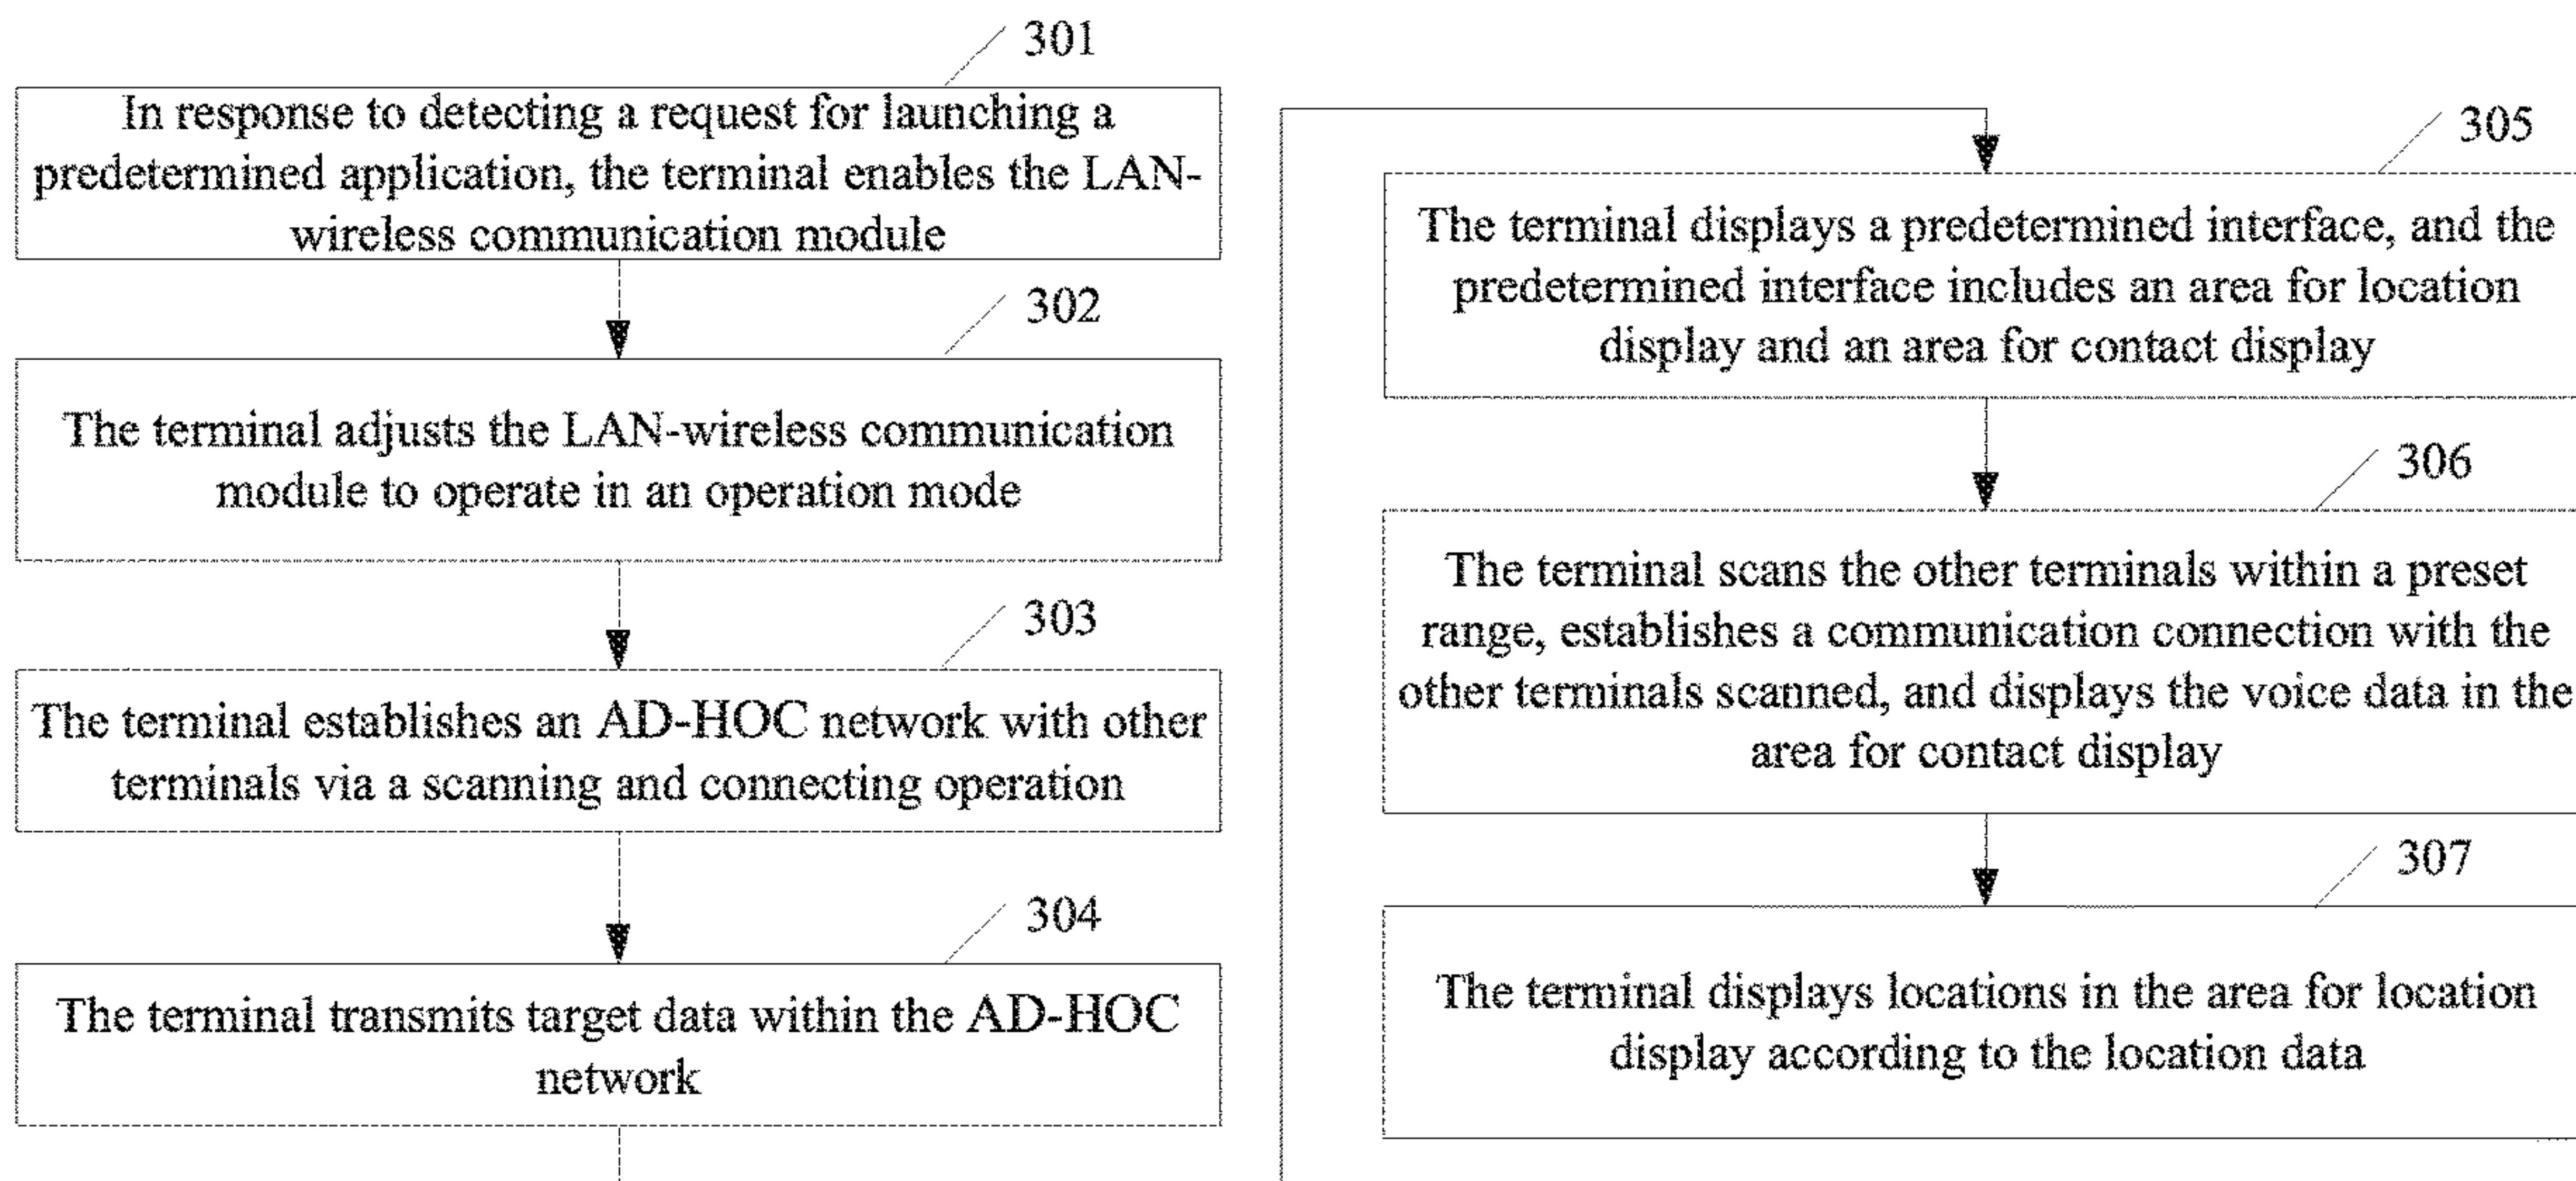 301
In response to detecting a request for launching a
predetermined application, the terminal enables the LAN-
wireless communication module
302
The terminal adjusts the LAN-wireless communication
module to operate in an operation mode
303
The terminal establishes an AD-HOC network with other
terminals via a scanning and connecting operation
304
The terminal transmits target data within the AD-HOC
network
305
The terminal displays a predetermined interface, and the
predetermined interface includes an area for location
display and an area for contact display
306
The terminal scans the other terminals within a preset
range, establishes a communication connection with the
other terminals scanned, and displays the voice data in the
area for contact display
307
The terminal displays locations in the area for location
display according to the location data